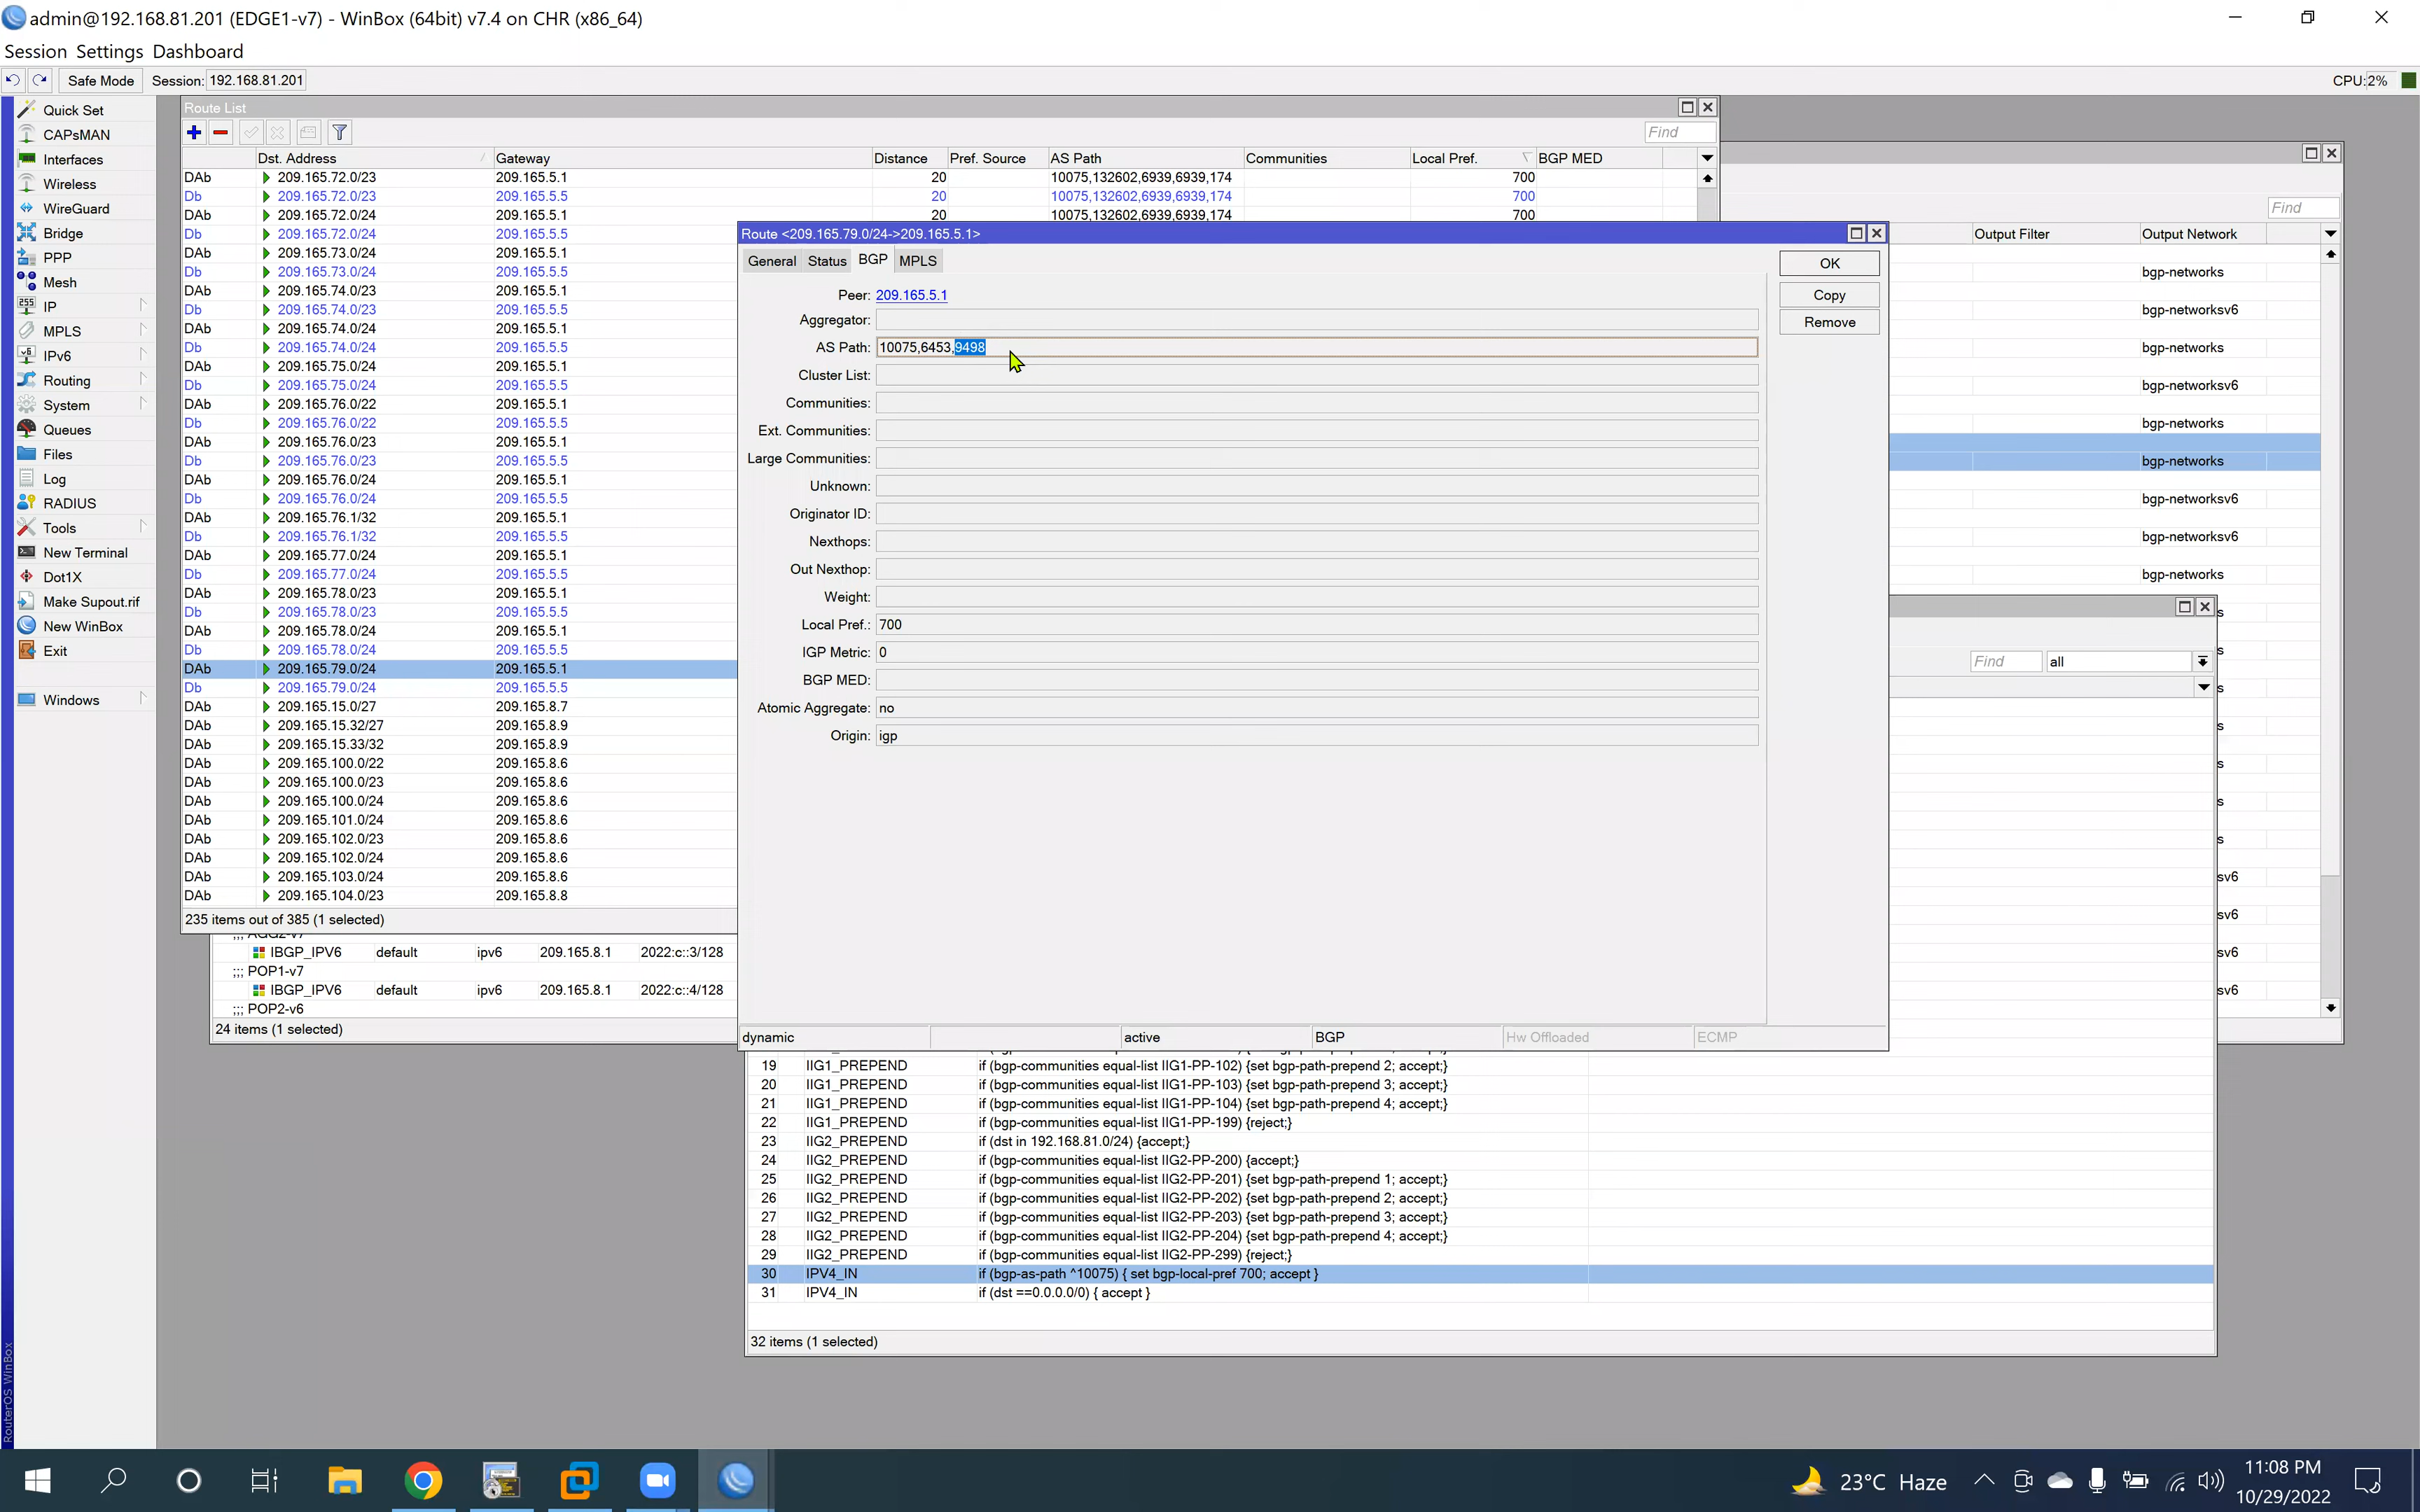 admin@192.168.81.201 (EDGE1-v7) - WinBox (64bit) v7.4 on CHR (x86_64)
Session Settings Dashboard
Safe Mode Session: 192.168.81.201 CPU:2%
Quick Set
CAPsMAN
Interfaces
Wireless
WireGuard
Bridge
PPP
Mesh
IP
MPLS
IPv6
Routing
System
Queues
Files
Log
RADIUS
Tools
New Terminal
Dot1X
Make Supout.rif
New WinBox
Exit
Windows
RouterOS WinBox
Route List
Find
Dst. Address Gateway Distance Pref. Source AS Path Communities Local Pref. BGP MED
DAb 209.165.72.0/23 209.165.5.1 20 10075,132602,6939,6939,174 700
Db 209.165.72.0/23 209.165.5.5 20 10075,132602,6939,6939,174 700
DAb 209.165.72.0/24 209.165.5.1 20 10075,132602,6939,6939,174 700
Db 209.165.72.0/24 209.165.5.5
DAb 209.165.73.0/24 209.165.5.1
Db 209.165.73.0/24 209.165.5.5
DAb 209.165.74.0/23 209.165.5.1
Db 209.165.74.0/23 209.165.5.5
DAb 209.165.74.0/24 209.165.5.1
Db 209.165.74.0/24 209.165.5.5
DAb 209.165.75.0/24 209.165.5.1
Db 209.165.75.0/24 209.165.5.5
DAb 209.165.76.0/22 209.165.5.1
Db 209.165.76.0/22 209.165.5.5
DAb 209.165.76.0/23 209.165.5.1
Db 209.165.76.0/23 209.165.5.5
DAb 209.165.76.0/24 209.165.5.1
Db 209.165.76.0/24 209.165.5.5
DAb 209.165.76.1/32 209.165.5.1
Db 209.165.76.1/32 209.165.5.5
DAb 209.165.77.0/24 209.165.5.1
Db 209.165.77.0/24 209.165.5.5
DAb 209.165.78.0/23 209.165.5.1
Db 209.165.78.0/23 209.165.5.5
DAb 209.165.78.0/24 209.165.5.1
Db 209.165.78.0/24 209.165.5.5
DAb 209.165.79.0/24 209.165.5.1
Db 209.165.79.0/24 209.165.5.5
DAb 209.165.15.0/27 209.165.8.7
DAb 209.165.15.32/27 209.165.8.9
DAb 209.165.15.33/32 209.165.8.9
DAb 209.165.100.0/22 209.165.8.6
DAb 209.165.100.0/23 209.165.8.6
DAb 209.165.100.0/24 209.165.8.6
DAb 209.165.101.0/24 209.165.8.6
DAb 209.165.102.0/23 209.165.8.6
DAb 209.165.102.0/24 209.165.8.6
DAb 209.165.103.0/24 209.165.8.6
DAb 209.165.104.0/23 209.165.8.8
235 items out of 385 (1 selected)
;;; AGG2-v7
IBGP_IPV6 default ipv6 209.165.8.1 2022:c::3/128
;;; POP1-v7
IBGP_IPV6 default ipv6 209.165.8.1 2022:c::4/128
;;; POP2-v6
24 items (1 selected)
Route <209.165.79.0/24->209.165.5.1>
General Status BGP MPLS
OK
Copy
Remove
Peer: 209.165.5.1
Aggregator:
AS Path: 10075,6453,9498
Cluster List:
Communities:
Ext. Communities:
Large Communities:
Unknown:
Originator ID:
Nexthops:
Out Nexthop:
Weight:
Local Pref.: 700
IGP Metric: 0
BGP MED:
Atomic Aggregate: no
Origin: igp
dynamic active BGP Hw Offloaded ECMP
Find
Output Filter Output Network
bgp-networks
bgp-networksv6
bgp-networks
bgp-networksv6
bgp-networks
bgp-networks
bgp-networksv6
bgp-networksv6
bgp-networks
s
s
s
s
s
s
s
sv6
sv6
sv6
sv6
Find all
19 IIG1_PREPEND if (bgp-communities equal-list IIG1-PP-102) {set bgp-path-prepend 2; accept;}
20 IIG1_PREPEND if (bgp-communities equal-list IIG1-PP-103) {set bgp-path-prepend 3; accept;}
21 IIG1_PREPEND if (bgp-communities equal-list IIG1-PP-104) {set bgp-path-prepend 4; accept;}
22 IIG1_PREPEND if (bgp-communities equal-list IIG1-PP-199) {reject;}
23 IIG2_PREPEND if (dst in 192.168.81.0/24) {accept;}
24 IIG2_PREPEND if (bgp-communities equal-list IIG2-PP-200) {accept;}
25 IIG2_PREPEND if (bgp-communities equal-list IIG2-PP-201) {set bgp-path-prepend 1; accept;}
26 IIG2_PREPEND if (bgp-communities equal-list IIG2-PP-202) {set bgp-path-prepend 2; accept;}
27 IIG2_PREPEND if (bgp-communities equal-list IIG2-PP-203) {set bgp-path-prepend 3; accept;}
28 IIG2_PREPEND if (bgp-communities equal-list IIG2-PP-204) {set bgp-path-prepend 4; accept;}
29 IIG2_PREPEND if (bgp-communities equal-list IIG2-PP-299) {reject;}
30 IPV4_IN if (bgp-as-path ^10075) { set bgp-local-pref 700; accept }
31 IPV4_IN if (dst ==0.0.0.0/0) { accept }
32 items (1 selected)
23°C Haze
11:08 PM
10/29/2022